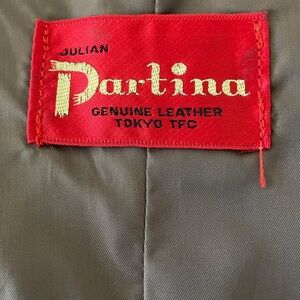 JULIAN
Partina
GENUINE LEATHER
TOKYO TFC